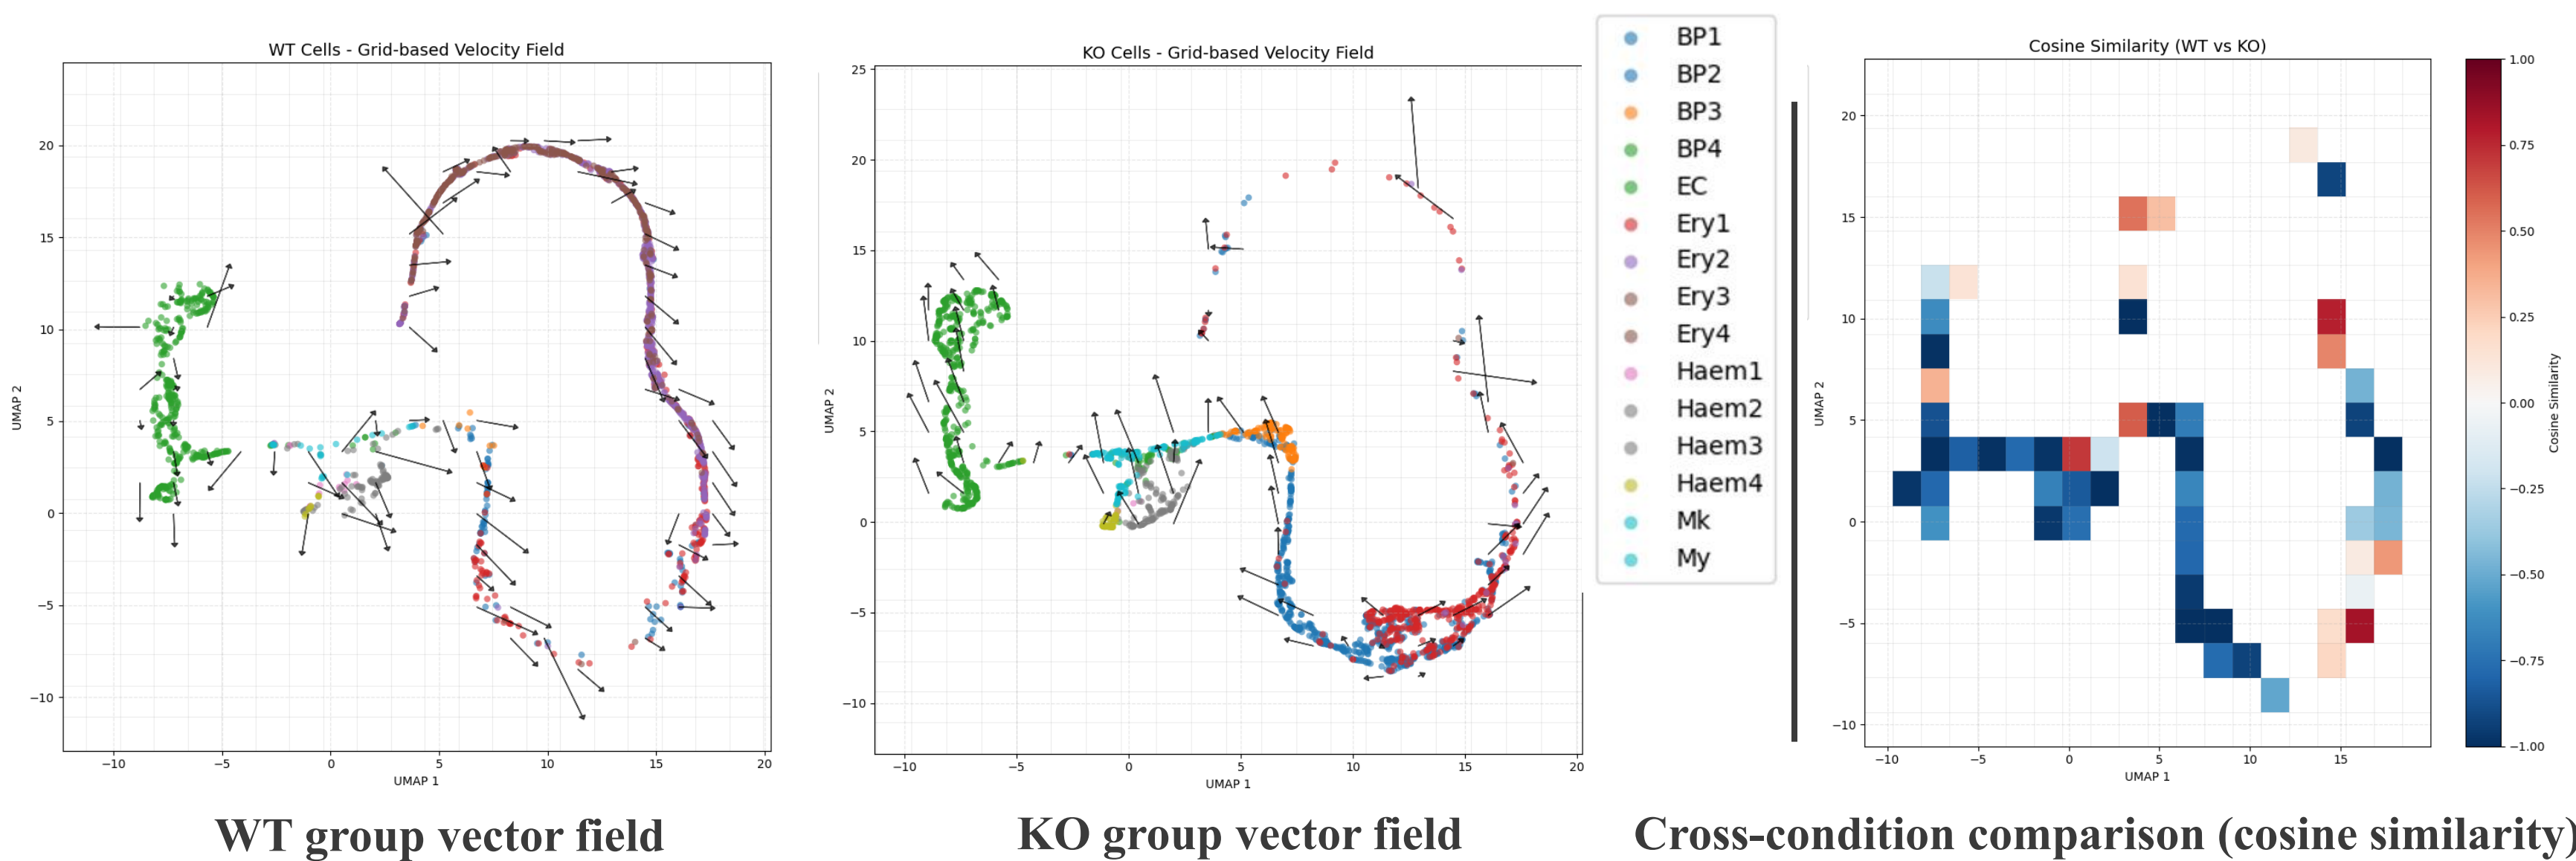 WT Cells - Grid-based Velocity Field
20
15
10
5
0
−5
−10
UMAP 2
−10
−5
0
5
10
15
20
UMAP 1
KO Cells - Grid-based Velocity Field
25
20
15
10
5
0
−5
−10
UMAP 2
−10
−5
0
5
10
15
20
UMAP 1
BP1
BP2
BP3
BP4
EC
Ery1
Ery2
Ery3
Ery4
Haem1
Haem2
Haem3
Haem4
Mk
My
Cosine Similarity (WT vs KO)
20
15
10
5
0
−5
−10
UMAP 2
−10
−5
0
5
10
15
UMAP 1
1.00
0.75
0.50
0.25
0.00
−0.25
−0.50
−0.75
−1.00
Cosine Similarity
WT group vector field
KO group vector field
Cross-condition comparison (cosine similarity)